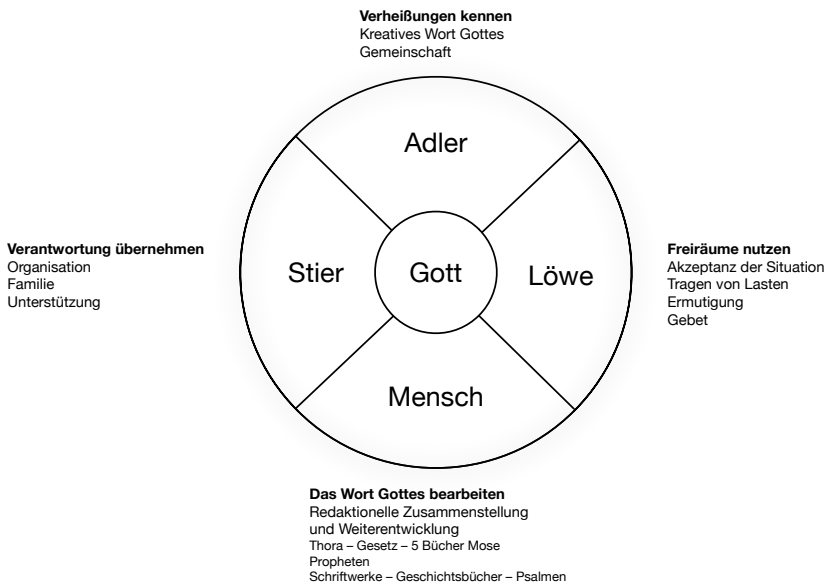 Verheißungen kennen
Kreatives Wort Gottes
Gemeinschaft
Adler
Verantwortung übernehmen
Organisation
Familie
Unterstützung
Stier
Gott
Löwe
Freiräume nutzen
Akzeptanz der Situation
Tragen von Lasten
Ermutigung
Gebet
Mensch
Das Wort Gottes bearbeiten
Redaktionelle Zusammenstellung
und Weiterentwicklung
Thora – Gesetz – 5 Bücher Mose
Propheten
Schriftwerke – Geschichtsbücher – Psalmen